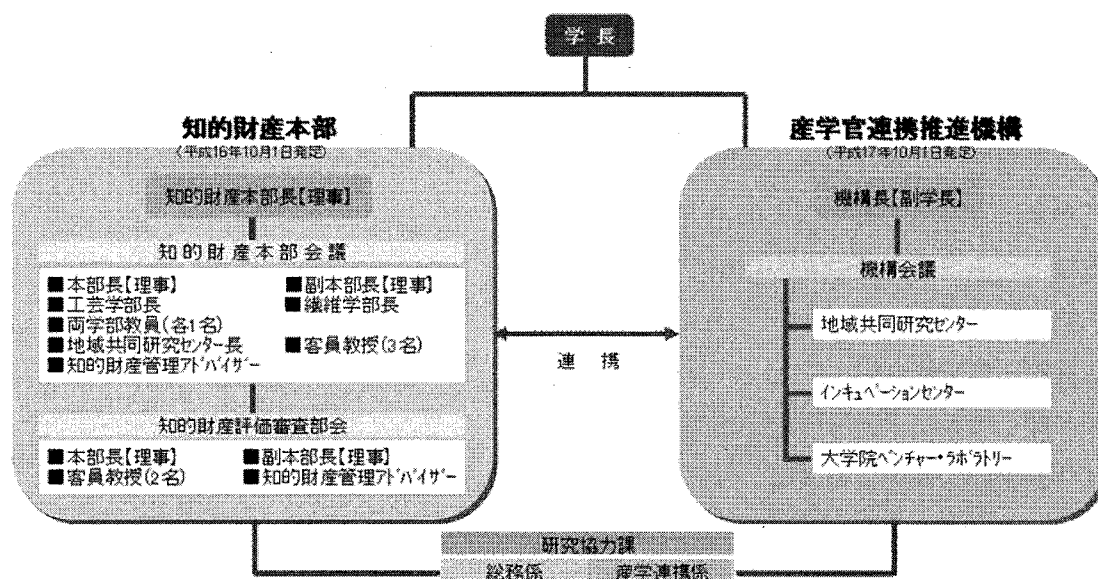 学長
知的財産本部
(平成16年10月1日発足)
知的財産本部長【理事】
知的財産本部会議
■本部長【理事】 ■副本部長【理事】
■工芸学部長 ■繊維学部長
■両学部教員(各1名)
■地域共同研究センター長 ■客員教授(3名)
■知的財産管理アドバイザー
知的財産評価審査部会
■本部長【理事】 ■副本部長【理事】
■客員教授(2名) ■知的財産管理アドバイザー
連携
産学官連携推進機構
(平成17年10月1日発足)
機構長【副学長】
機構会議
地域共同研究センター
インキュベーションセンター
大学院ベンチャー・ラボラトリー
研究協力課
総務係 産学連携係